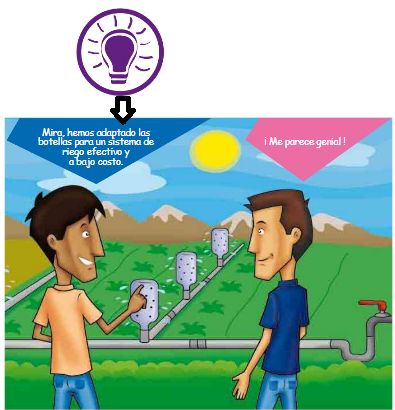 Mira, hemos adaptado las
botellas para un sistema de
riego efectivo y
a bajo costo.
¡ Me parece genial !